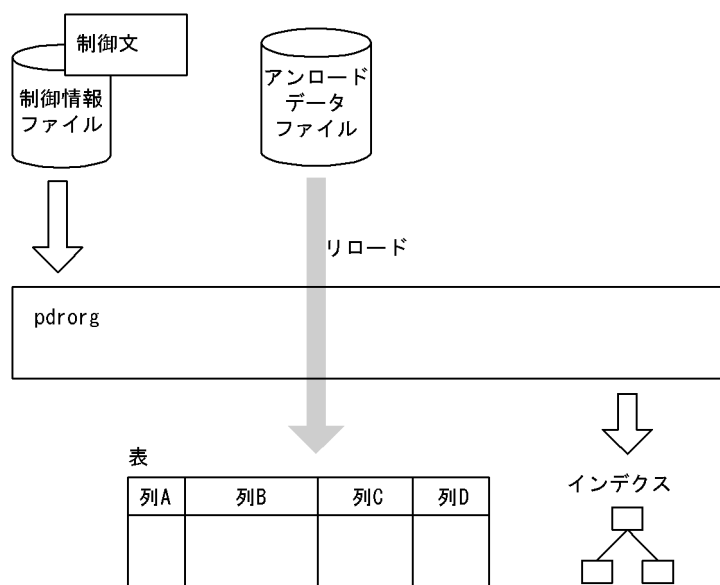 制御文
制御情報
ファイル
アンロード
データ
ファイル
リロード
pdrorg
表
列A 列B 列C 列D
インデクス